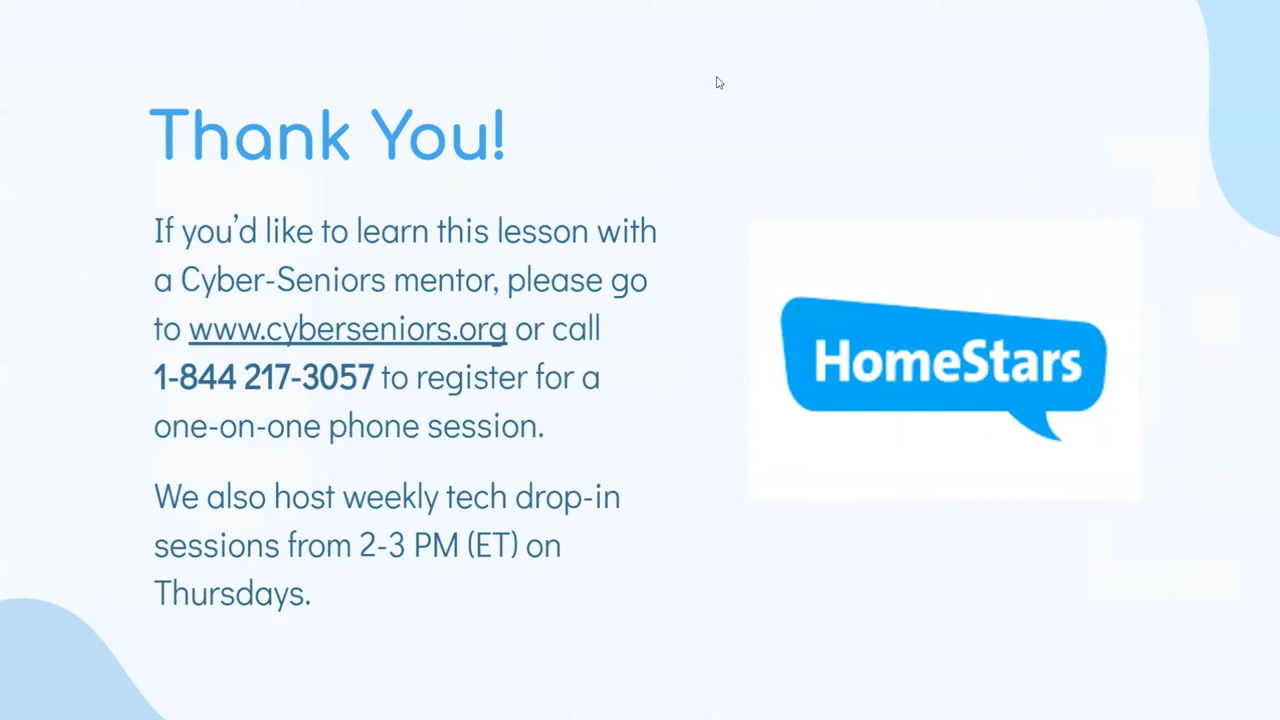 Thank You!
If you’d like to learn this lesson with
a Cyber-Seniors mentor, please go
to www.cyberseniors.org or call
1-844 217-3057 to register for a
one-on-one phone session.
We also host weekly tech drop-in
sessions from 2-3 PM (ET) on
Thursdays.
HomeStars